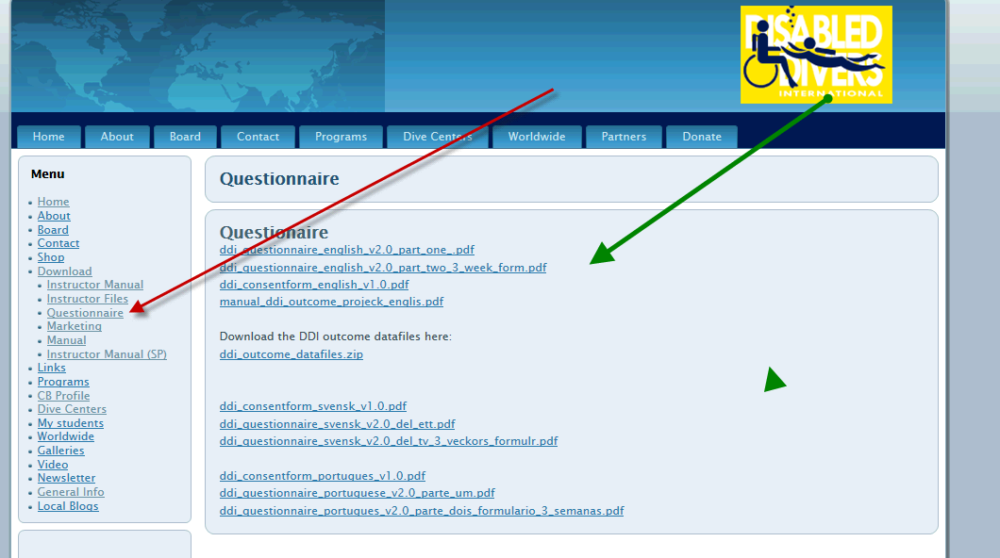 DISABLED
DIVERS
INTERNATIONAL
Home About Board Contact Programs Dive Centers Worldwide Partners Donate
Menu
Home
About
Board
Contact
Shop
Download
Instructor Manual
Instructor Files
Questionnaire
Marketing
Manual
Instructor Manual (SP)
Links
Programs
CB Profile
Dive Centers
My students
Worldwide
Galleries
Video
Newsletter
General Info
Local Blogs
Questionnaire
Questionaire
ddi_questionnaire_english_v2.0_part_one_.pdf
ddi_questionnaire_english_v2.0_part_two_3_week_form.pdf
ddi_consentform_english_v1.0.pdf
manual_ddi_outcome_projeck_englis.pdf
Download the DDI outcome datafiles here:
ddi_outcome_datafiles.zip
ddi_consentform_svensk_v1.0.pdf
ddi_questionnaire_svensk_v2.0_del_ett.pdf
ddi_questionnaire_svensk_v2.0_del_tv_3_veckors_formulr.pdf
ddi_consentform_portugues_v1.0.pdf
ddi_questionnaire_portuguese_v2.0_parte_um.pdf
ddi_questionnaire_portugues_v2.0_parte_dois_formulario_3_semanas.pdf